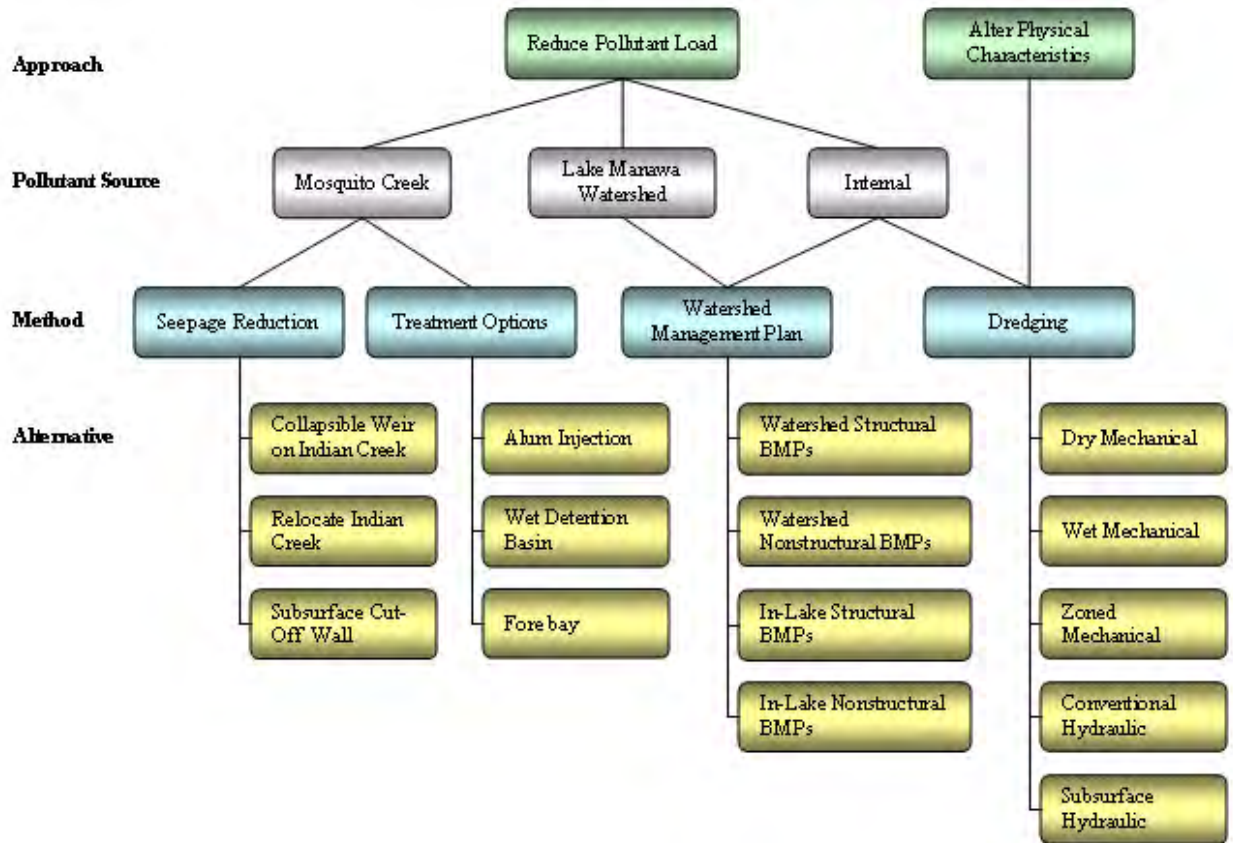 Approach
Reduce Pollutant Load
Alter Physical
Characteristics
Pollutant Source
Mosquito Creek
Lake Manawa
Watershed
Internal
Method
Seepage Reduction
Treatment Options
Watershed
Management Plan
Dredging
Alternative
Collapsible Weir
on Indian Creek
Relocate Indian
Creek
Subsurface Cut-
Off Wall
Alum Injection
Wet Detention
Basin
Forebay
Watershed Structural
BMPs
Watershed
Nonstructural BMPs
In-Lake Structural
BMPs
In-Lake Nonstructural
BMPs
Dry Mechanical
Wet Mechanical
Zoned
Mechanical
Conventional
Hydraulic
Subsurface
Hydraulic